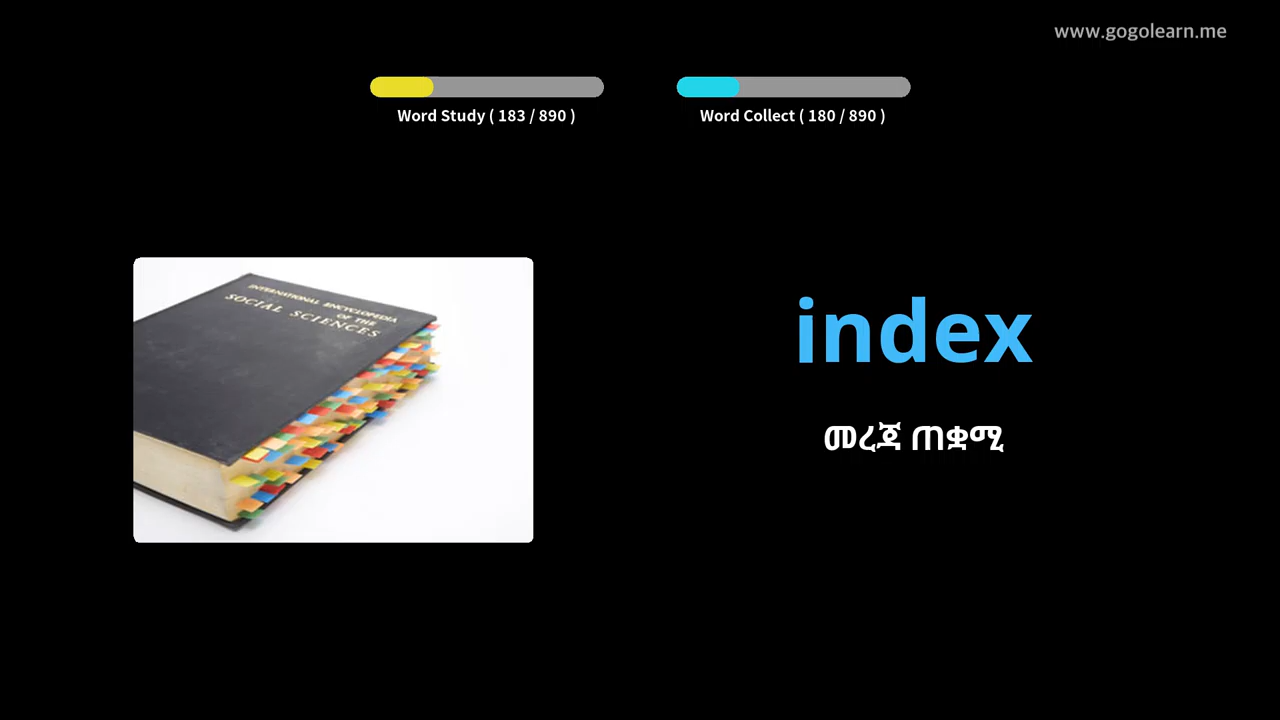 www.gogolearn.me
Word Study ( 183 / 890 )
Word Collect ( 180 / 890 )
INTERNATIONAL ENCYCLOPEDIA
OF THE
SOCIAL SCIENCES
index
መረጃ ጠቋሚ